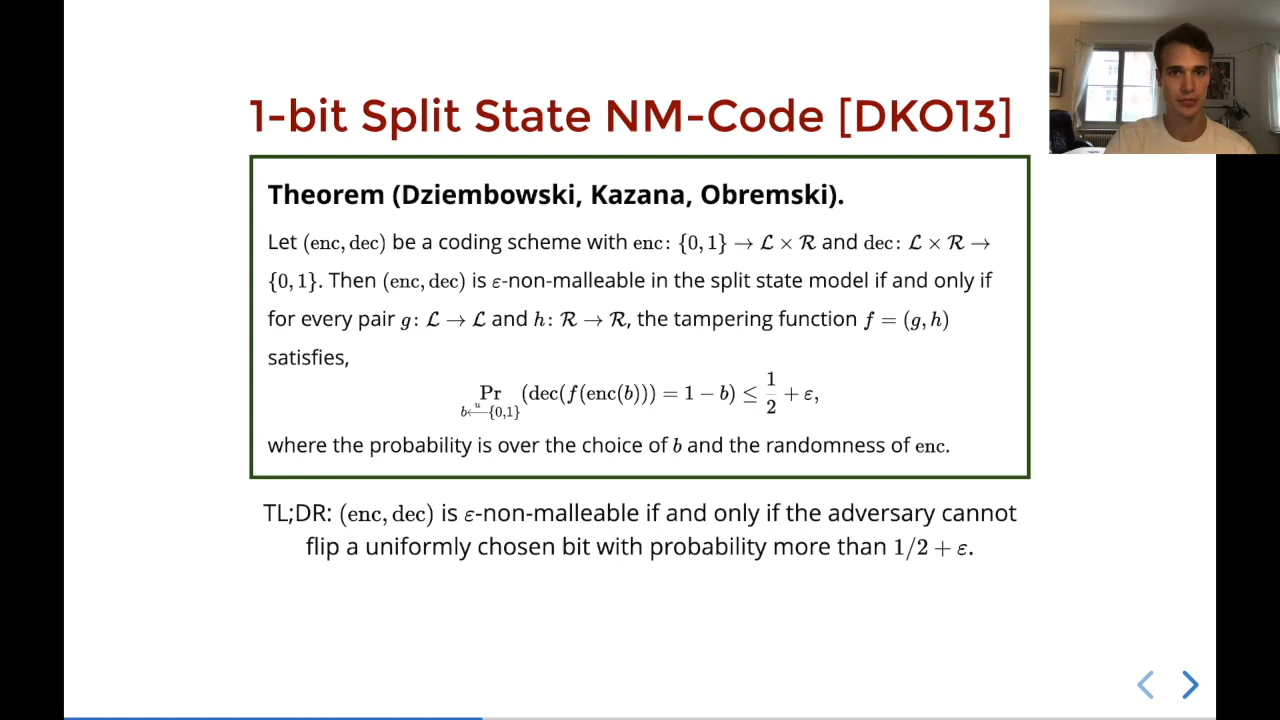 1-bit Split State NM-Code [DKO13]
Theorem (Dziembowski, Kazana, Obremski).
Let (enc, dec) be a coding scheme with enc: {0, 1} → ℒ × ℛ and dec: ℒ × ℛ →
{0, 1}. Then (enc, dec) is ε-non-malleable in the split state model if and only if
for every pair g: ℒ → ℒ and h: ℛ → ℛ, the tampering function f = (g, h)
satisfies,
Pr_{b ←^u {0,1}} (dec(f(enc(b))) = 1 − b) ≤ 1/2 + ε,
where the probability is over the choice of b and the randomness of enc.
TL;DR: (enc, dec) is ε-non-malleable if and only if the adversary cannot
flip a uniformly chosen bit with probability more than 1/2 + ε.